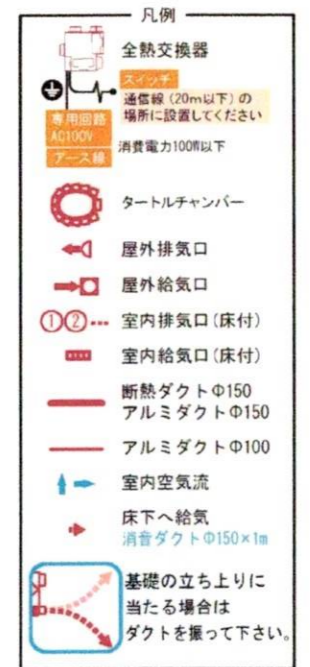 凡例
全熱交換器
スイッチ
通信線(20m以下)の
場所に設置してください
専用回路
AC100V
アース線
消費電力100W以下
タートルチャンバー
屋外排気口
屋外給気口
①②… 室内排気口(床付)
室内給気口(床付)
断熱ダクトΦ150
アルミダクトΦ150
アルミダクトΦ100
室内空気流
床下へ給気
消音ダクトΦ150×1m
基礎の立ち上りに
当たる場合は
ダクトを振って下さい。